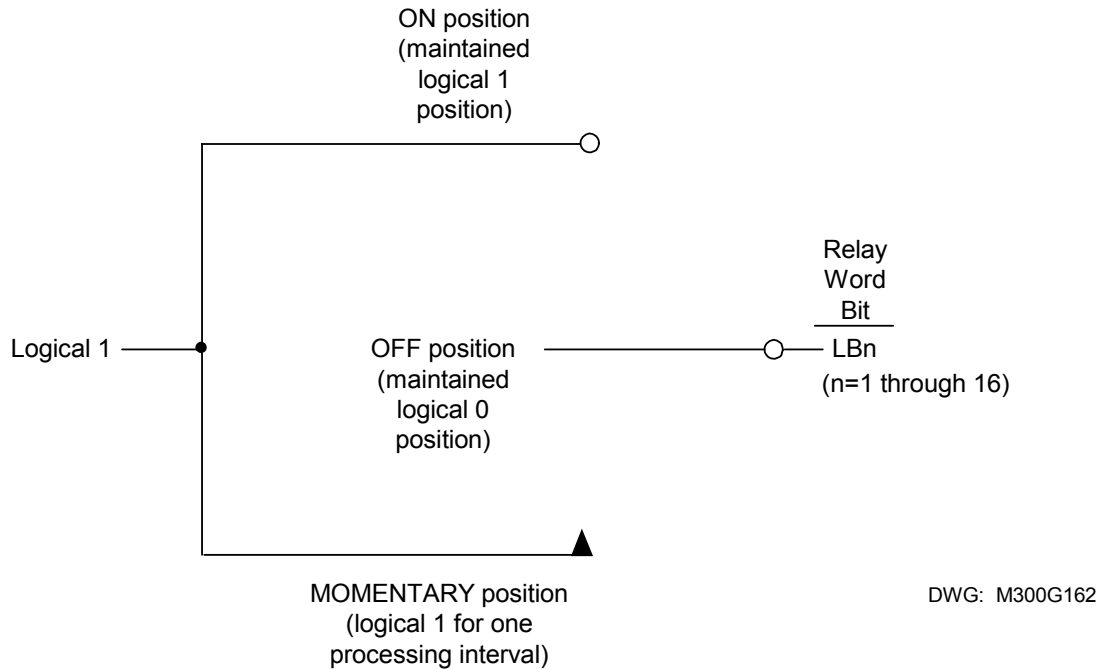 ON position
(maintained
logical 1
position)
Relay
Word
Bit
Logical 1
OFF position
(maintained
logical 0
position)
LBn
(n=1 through 16)
MOMENTARY position
(logical 1 for one
processing interval)
DWG: M300G162